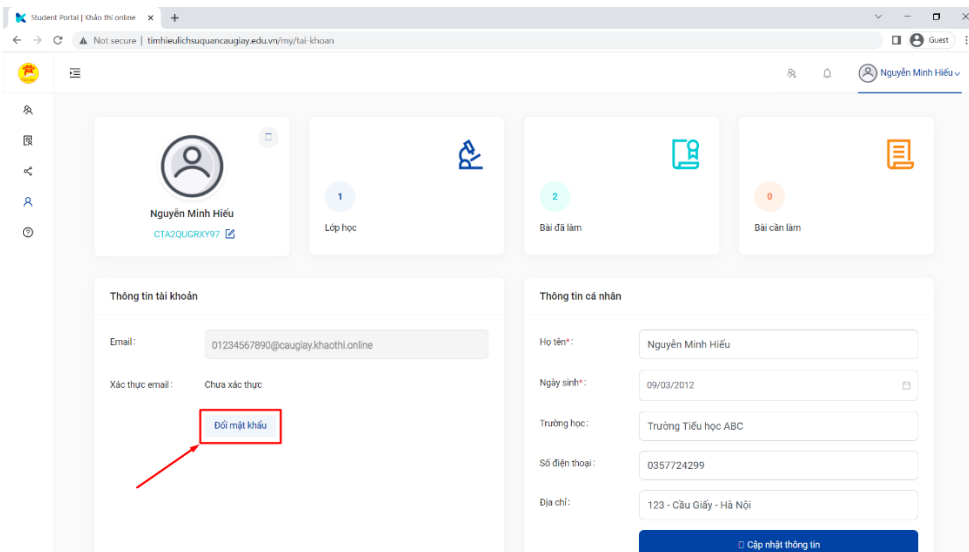 Student Portal | Khảo thi online
Not secure | timhieulichsuquancaugiay.edu.vn/my/tai-khoan
Guest
Nguyễn Minh Hiếu
Nguyễn Minh Hiếu
CTA2QUGRXY97
1
Lớp học
2
Bài đã làm
0
Bài cần làm
Thông tin tài khoản
Email:
01234567890@caugiay.khaothi.online
Xác thực email:
Chưa xác thực
Đổi mật khẩu
Thông tin cá nhân
Họ tên*:
Nguyễn Minh Hiếu
Ngày sinh*:
09/03/2012
Trường học:
Trường Tiểu học ABC
Số điện thoại:
0357724299
Địa chỉ:
123 - Cầu Giấy - Hà Nội
Cập nhật thông tin